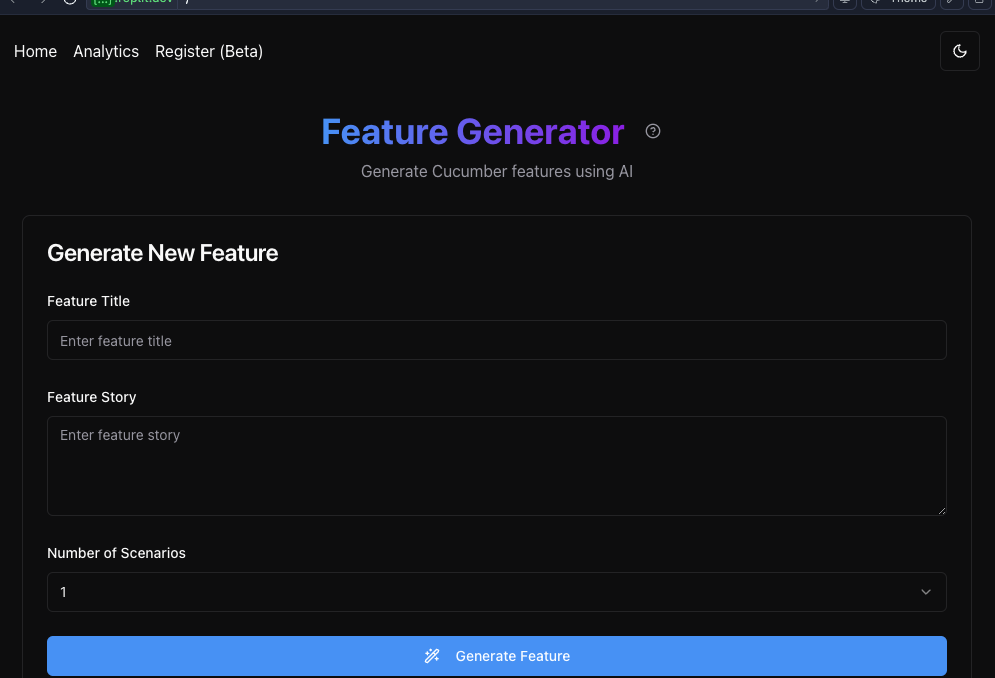 Home Analytics Register (Beta)
Feature Generator
Generate Cucumber features using AI
Generate New Feature
Feature Title
Enter feature title
Feature Story
Enter feature story
Number of Scenarios
1
Generate Feature